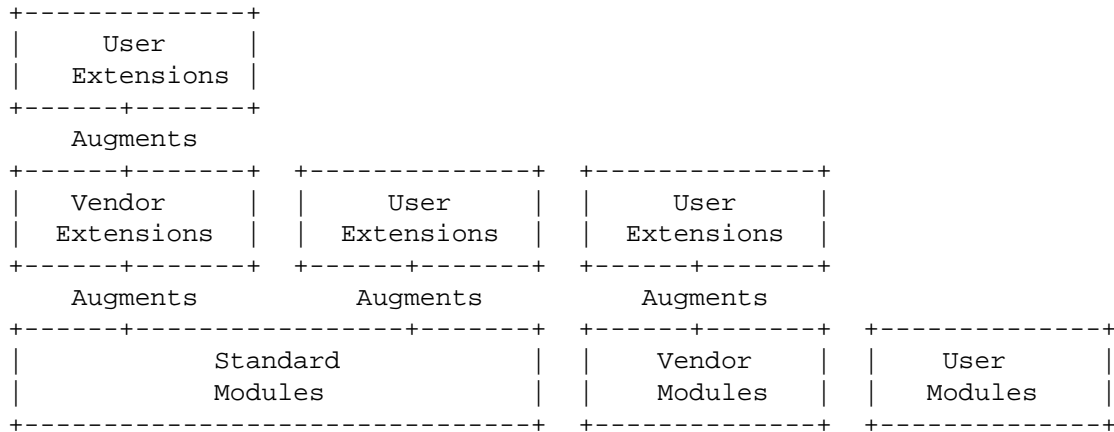 User
Extensions
Augments
Vendor User User
Extensions Extensions Extensions
Augments Augments Augments
Standard Vendor User
Modules Modules Modules